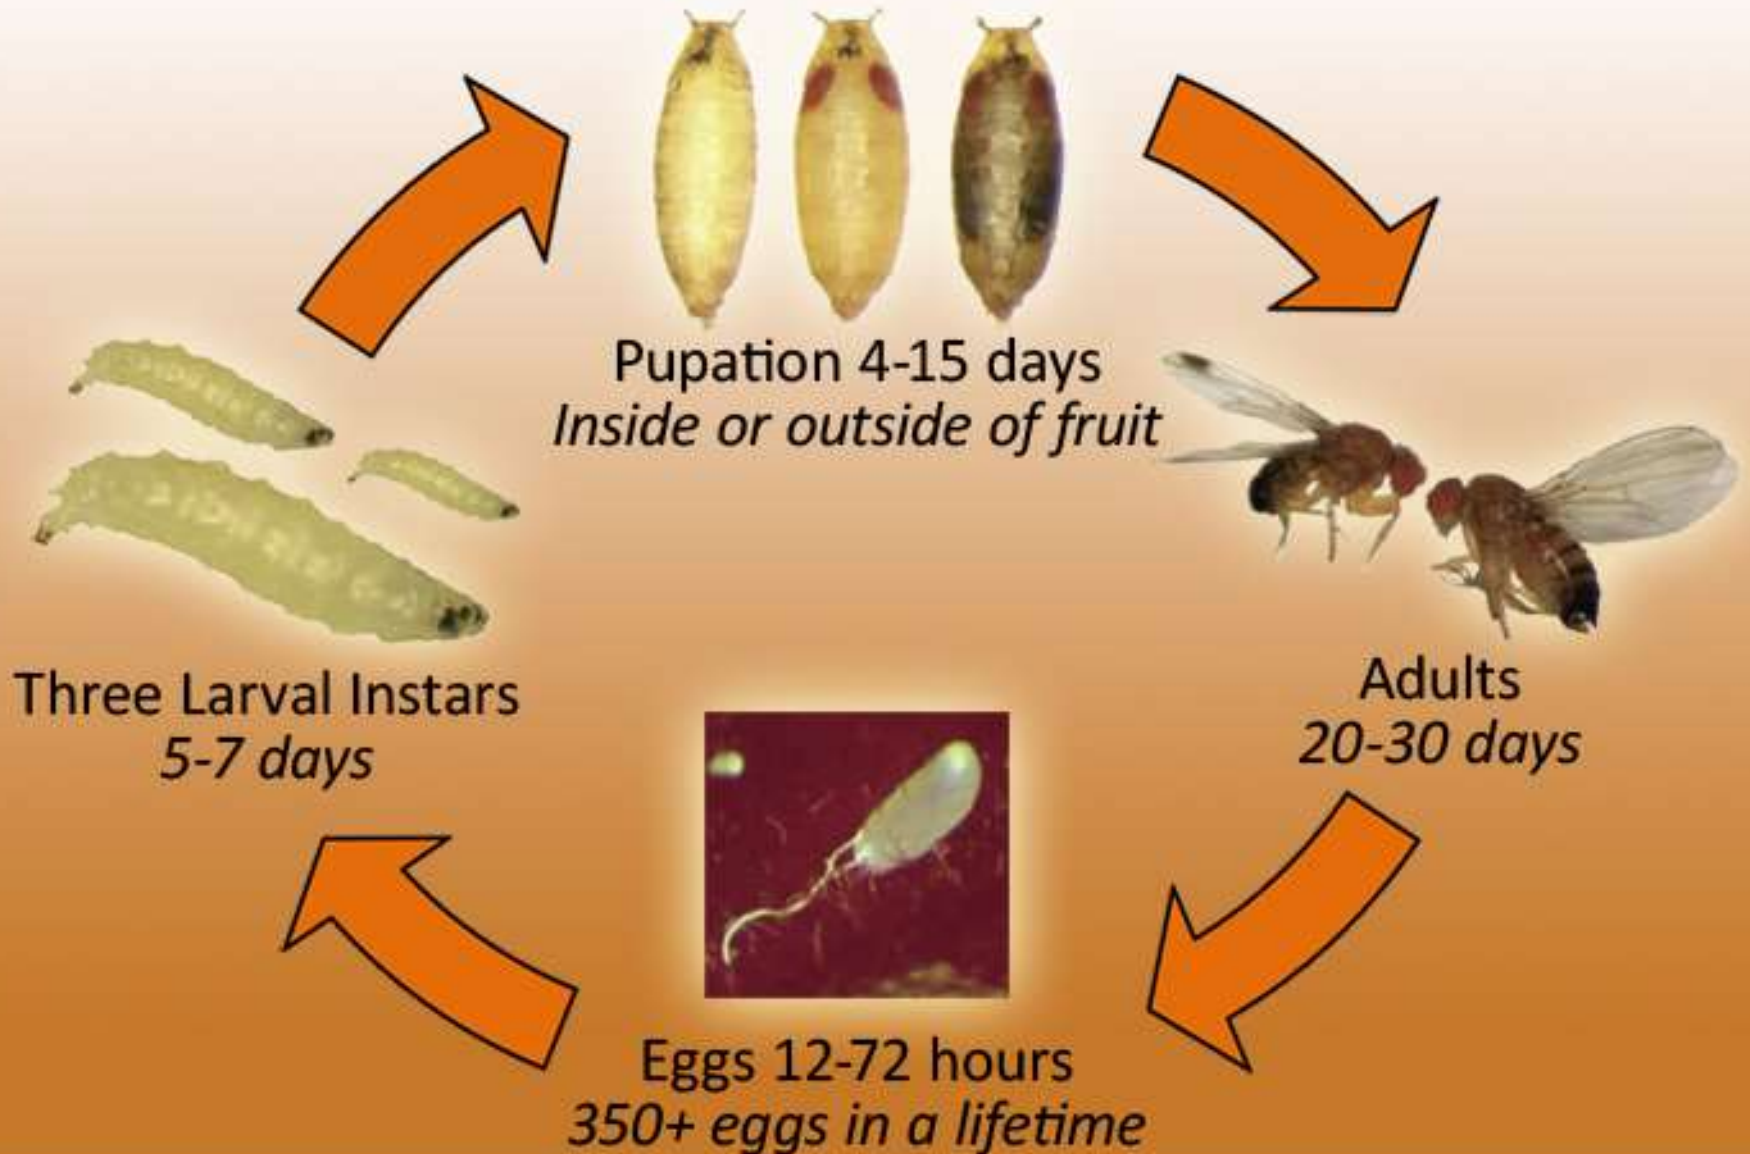 Pupation 4-15 days
Inside or outside of fruit
Three Larval Instars
5-7 days
Adults
20-30 days
Eggs 12-72 hours
350+ eggs in a lifetime